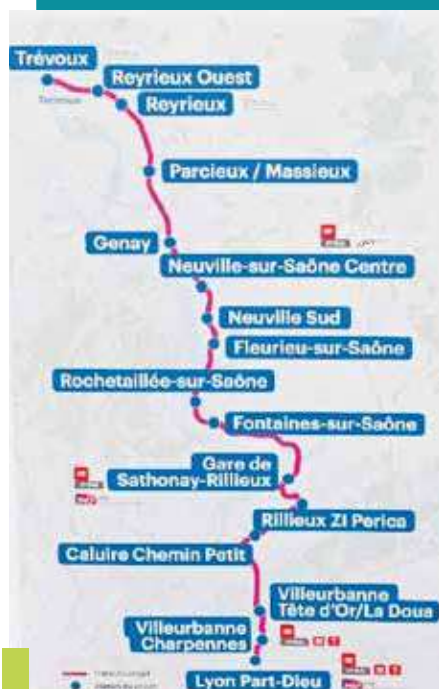 Trévoux
Reyrieux Ouest
Reyrieux
Parcieux / Massieux
Genay
Neuville-sur-Saône Centre
Neuville Sud
Fleurieu-sur-Saône
Rochetaillée-sur-Saône
Fontaines-sur-Saône
Gare de
Sathonay-Rillieux
Rillieux ZI Perica
Caluire Chemin Petit
Villeurbanne
Tête d'Or/La Doua
Villeurbanne
Charpennes
Lyon Part-Dieu